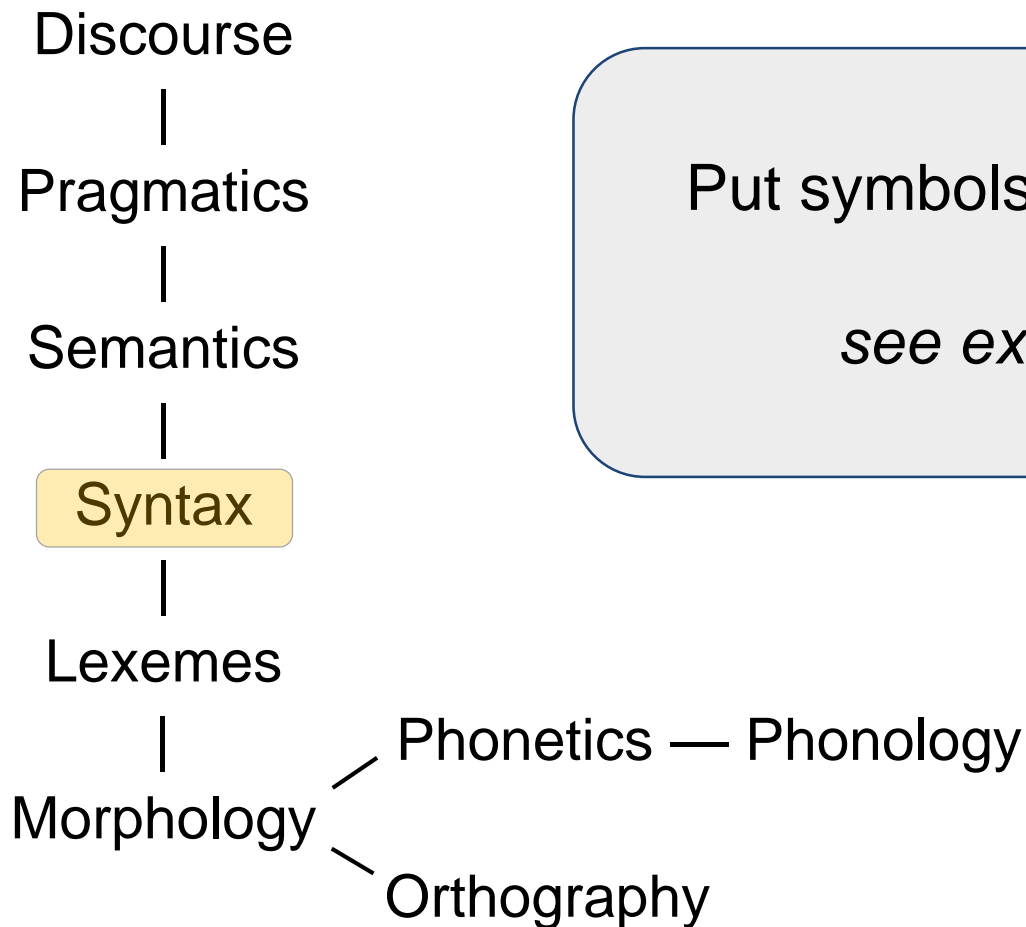 Discourse
Pragmatics
Put symbols
Semantics
see ex
Syntax
Lexemes
Phonetics — Phonology
Morphology
Orthography